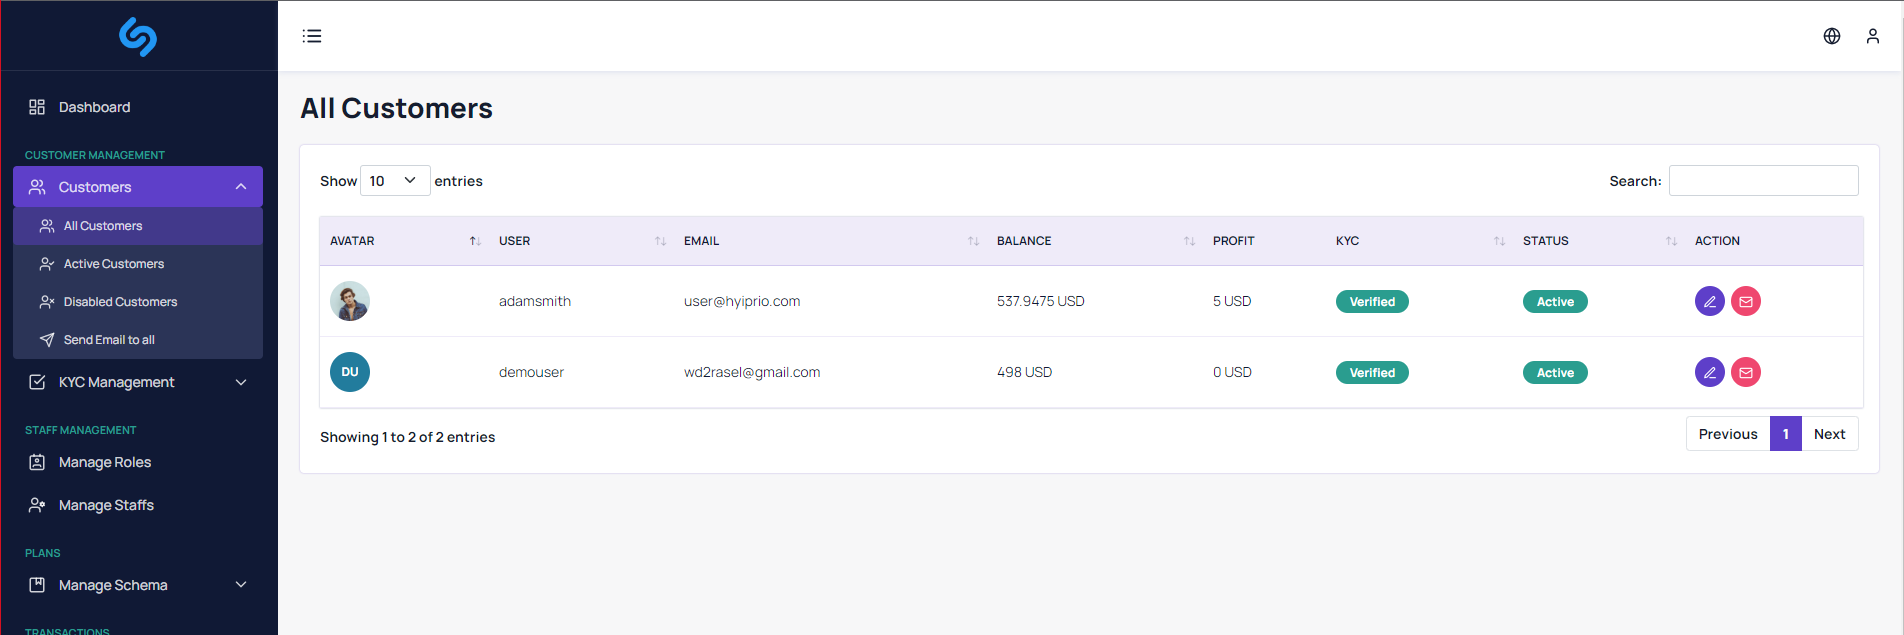 Dashboard
CUSTOMER MANAGEMENT
Customers
All Customers
Active Customers
Disabled Customers
Send Email to all
KYC Management
STAFF MANAGEMENT
Manage Roles
Manage Staffs
PLANS
Manage Schema
TRANSACTIONS
All Customers
Show 10 entries
Search:
AVATAR USER EMAIL BALANCE PROFIT KYC STATUS ACTION
adamsmith user@hyiprio.com 537.9475 USD 5 USD Verified Active
DU demouser wd2rasel@gmail.com 498 USD 0 USD Verified Active
Showing 1 to 2 of 2 entries
Previous 1 Next